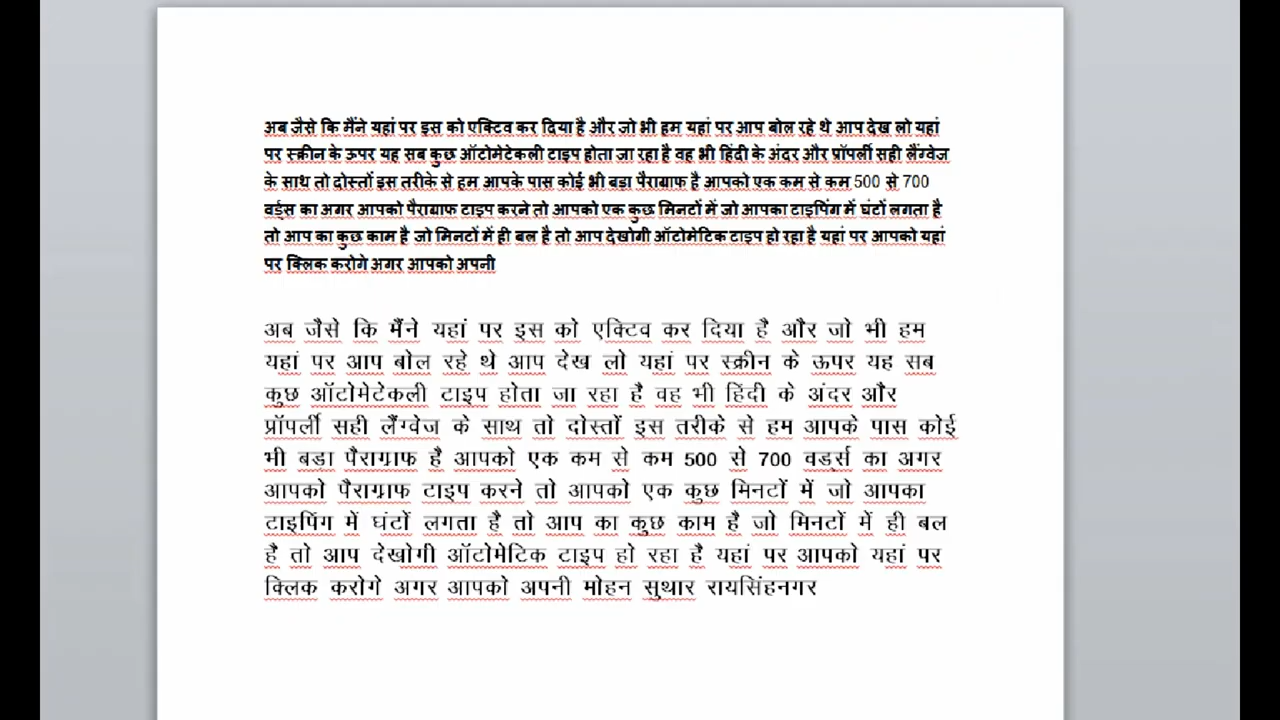 अब जैसे कि मैंने यहां पर इस को एक्टिव कर दिया है और जो भी हम यहां पर आप बोल रहे थे आप देख लो यहां
पर स्क्रीन के ऊपर यह सब कुछ ऑटोमेटेकली टाइप होता जा रहा है वह भी हिंदी के अंदर और प्रॉपर्ली सही लैंग्वेज
के साथ तो दोस्तों इस तरीके से हम आपके पास कोई भी बड़ा पैराग्राफ है आपको एक कम से कम 500 से 700
वर्ड्स का अगर आपको पैराग्राफ टाइप करने तो आपको एक कुछ मिनटों में जो आपका टाइपिंग में घंटों लगता है
तो आप का कुछ काम है जो मिनटों में ही बल है तो आप देखोगी ऑटोमेटिक टाइप हो रहा है यहां पर आपको यहां
पर क्लिक करोगे अगर आपको अपनी
अब जैसे कि मैंने यहां पर इस को एक्टिव कर दिया है और जो भी हम
यहां पर आप बोल रहे थे आप देख लो यहां पर स्क्रीन के ऊपर यह सब
कुछ ऑटोमेटेकली टाइप होता जा रहा है वह भी हिंदी के अंदर और
प्रॉपर्ली सही लैंग्वेज के साथ तो दोस्तों इस तरीके से हम आपके पास कोई
भी बडा पैराग्राफ है आपको एक कम से कम 500 से 700 वर्ड्स का अगर
आपको पैराग्राफ टाइप करने तो आपको एक कुछ मिनटों में जो आपका
टाइपिंग में घंटों लगता है तो आप का कुछ काम है जो मिनटों में ही बल
है तो आप देखोगी ऑटोमेटिक टाइप हो रहा है यहां पर आपको यहां पर
क्लिक करोगे अगर आपको अपनी मोहन सुथार रायसिंहनगर